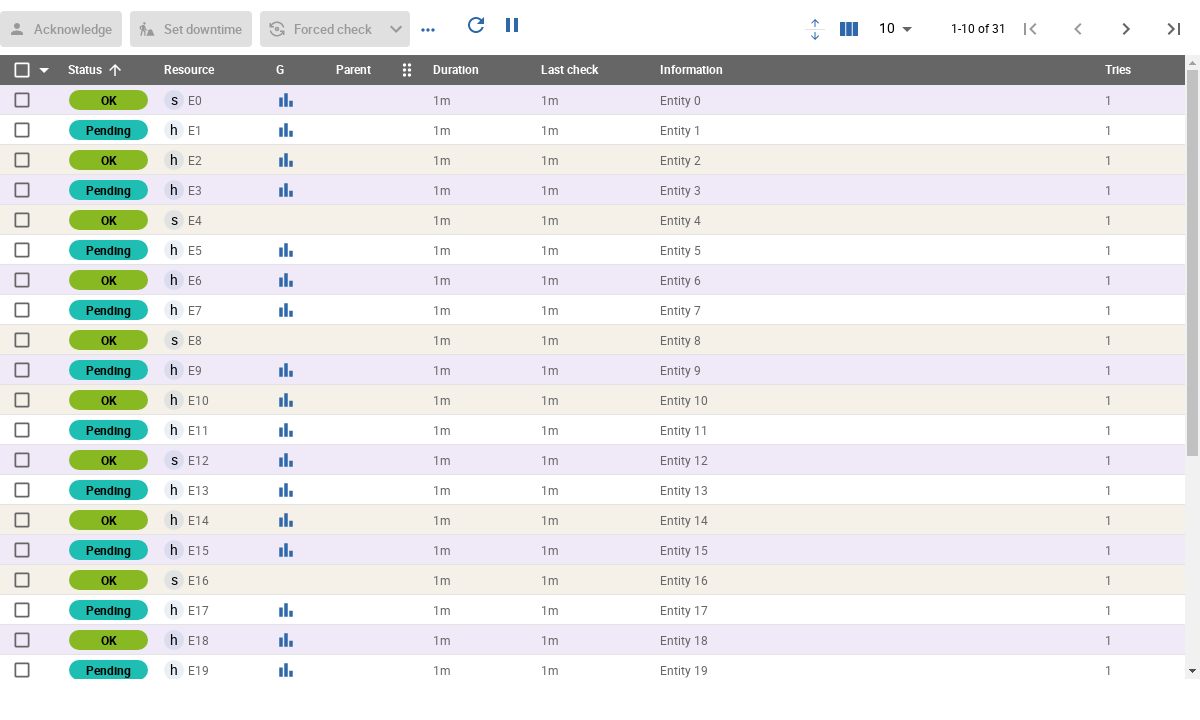 Acknowledge Set downtime Forced check 10 1-10 of 31
Status Resource G Parent Duration Last check Information Tries
OK s E0 1m 1m Entity 0 1
Pending h E1 1m 1m Entity 1 1
OK h E2 1m 1m Entity 2 1
Pending h E3 1m 1m Entity 3 1
OK s E4 1m 1m Entity 4 1
Pending h E5 1m 1m Entity 5 1
OK h E6 1m 1m Entity 6 1
Pending h E7 1m 1m Entity 7 1
OK s E8 1m 1m Entity 8 1
Pending h E9 1m 1m Entity 9 1
OK h E10 1m 1m Entity 10 1
Pending h E11 1m 1m Entity 11 1
OK s E12 1m 1m Entity 12 1
Pending h E13 1m 1m Entity 13 1
OK h E14 1m 1m Entity 14 1
Pending h E15 1m 1m Entity 15 1
OK s E16 1m 1m Entity 16 1
Pending h E17 1m 1m Entity 17 1
OK h E18 1m 1m Entity 18 1
Pending h E19 1m 1m Entity 19 1